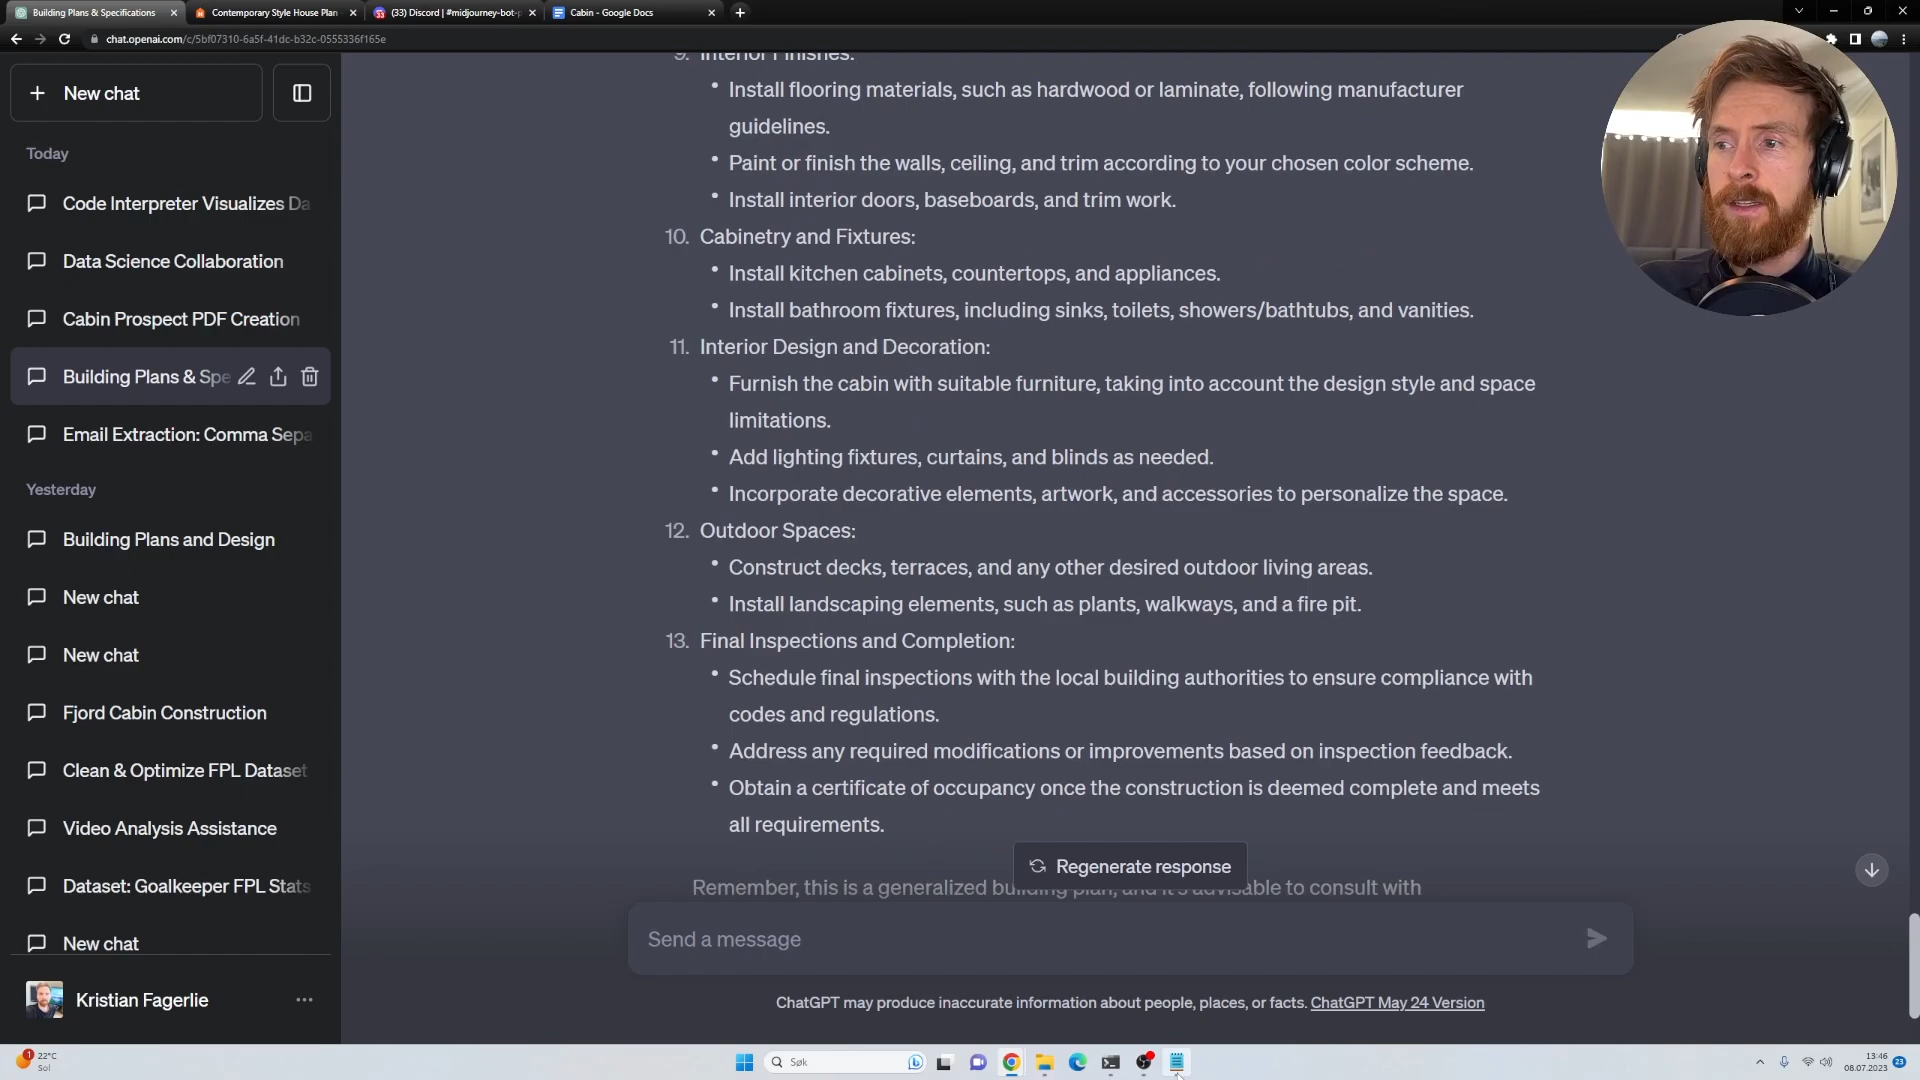 Building Plans & Specifications
Contemporary Style House Plan
(33) Discord | #midjourney-bot-
Cabin - Google Docs
chat.openai.com/c/5bf07310-6a5f-41dc-b32c-0555336f165e
New chat
Today
Code Interpreter Visualizes Da
Data Science Collaboration
Cabin Prospect PDF Creation
Building Plans & Spe
Email Extraction: Comma Sepa
Yesterday
Building Plans and Design
New chat
New chat
Fjord Cabin Construction
Clean & Optimize FPL Dataset
Video Analysis Assistance
Dataset: Goalkeeper FPL Stats
New chat
Kristian Fagerlie
9. Interior Finishes:
• Install flooring materials, such as hardwood or laminate, following manufacturer
guidelines.
• Paint or finish the walls, ceiling, and trim according to your chosen color scheme.
• Install interior doors, baseboards, and trim work.
10. Cabinetry and Fixtures:
• Install kitchen cabinets, countertops, and appliances.
• Install bathroom fixtures, including sinks, toilets, showers/bathtubs, and vanities.
11. Interior Design and Decoration:
• Furnish the cabin with suitable furniture, taking into account the design style and space
limitations.
• Add lighting fixtures, curtains, and blinds as needed.
• Incorporate decorative elements, artwork, and accessories to personalize the space.
12. Outdoor Spaces:
• Construct decks, terraces, and any other desired outdoor living areas.
• Install landscaping elements, such as plants, walkways, and a fire pit.
13. Final Inspections and Completion:
• Schedule final inspections with the local building authorities to ensure compliance with
codes and regulations.
• Address any required modifications or improvements based on inspection feedback.
• Obtain a certificate of occupancy once the construction is deemed complete and meets
all requirements.
Regenerate response
Remember, this is a generalized building plan, and it's advisable to consult with
Send a message
ChatGPT may produce inaccurate information about people, places, or facts. ChatGPT May 24 Version
1
22°C
Sol
Søk
13:46
08.07.2023
23